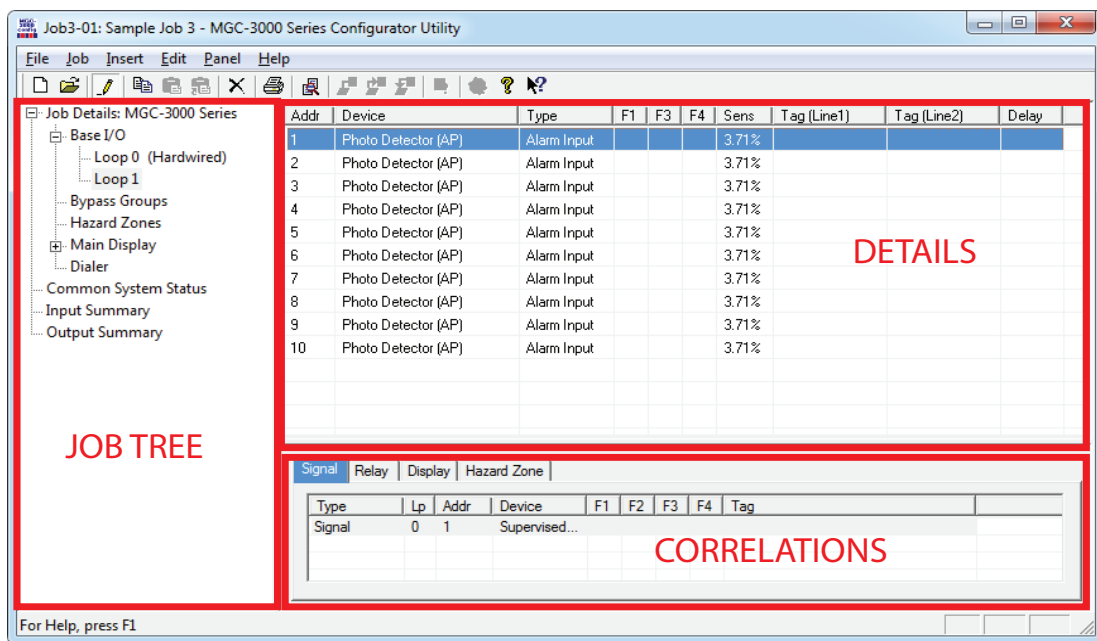 Job3-01: Sample Job 3 - MGC-3000 Series Configurator Utility
File Job Insert Edit Panel Help
Job Details: MGC-3000 Series
Base I/O
Loop 0 (Hardwired)
Loop 1
Bypass Groups
Hazard Zones
Main Display
Dialer
Common System Status
Input Summary
Output Summary
JOB TREE
Addr Device Type F1 F3 F4 Sens Tag (Line1) Tag (Line2) Delay
1 Photo Detector (AP) Alarm Input 3.71%
2 Photo Detector (AP) Alarm Input 3.71%
3 Photo Detector (AP) Alarm Input 3.71%
4 Photo Detector (AP) Alarm Input 3.71%
5 Photo Detector (AP) Alarm Input 3.71%
6 Photo Detector (AP) Alarm Input 3.71%
7 Photo Detector (AP) Alarm Input 3.71%
8 Photo Detector (AP) Alarm Input 3.71%
9 Photo Detector (AP) Alarm Input 3.71%
10 Photo Detector (AP) Alarm Input 3.71%
DETAILS
Signal Relay Display Hazard Zone
Type Lp Addr Device F1 F2 F3 F4 Tag
Signal 0 1 Supervised...
CORRELATIONS
For Help, press F1